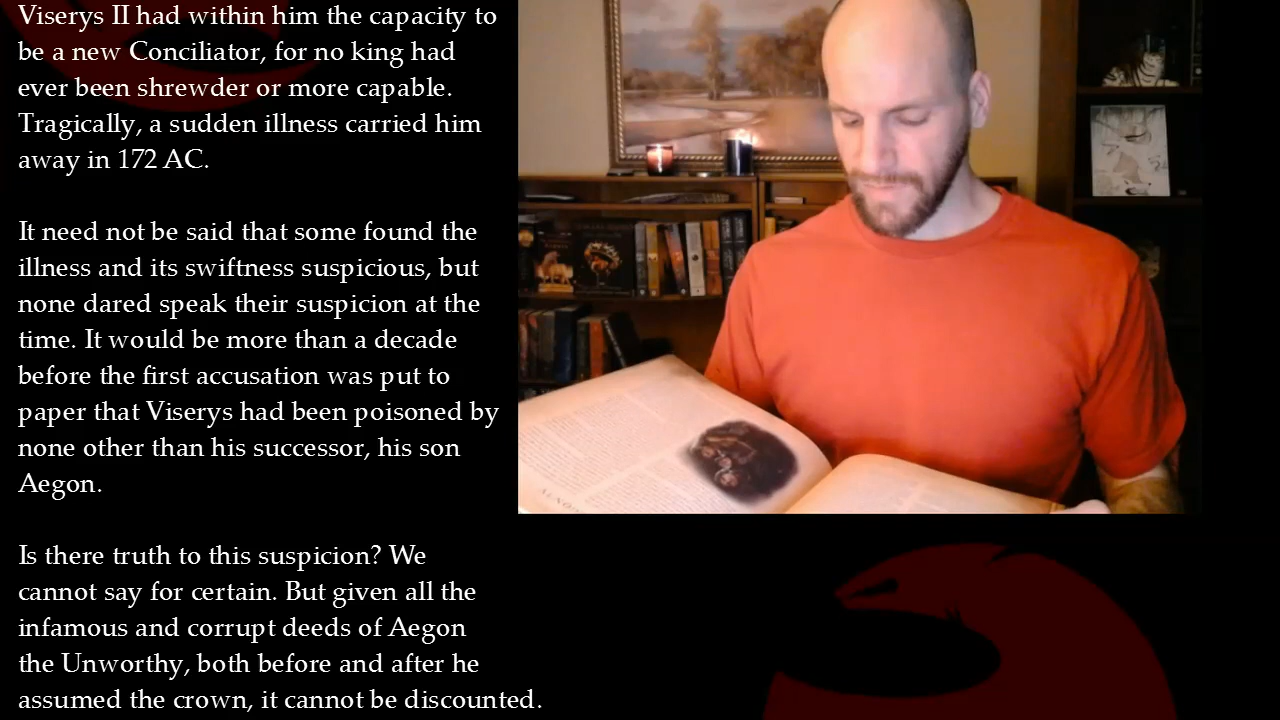 Viserys II had within him the capacity to
be a new Conciliator, for no king had
ever been shrewder or more capable.
Tragically, a sudden illness carried him
away in 172 AC.
It need not be said that some found the
illness and its swiftness suspicious, but
none dared speak their suspicion at the
time. It would be more than a decade
before the first accusation was put to
paper that Viserys had been poisoned by
none other than his successor, his son
Aegon.
Is there truth to this suspicion? We
cannot say for certain. But given all the
infamous and corrupt deeds of Aegon
the Unworthy, both before and after he
assumed the crown, it cannot be discounted.